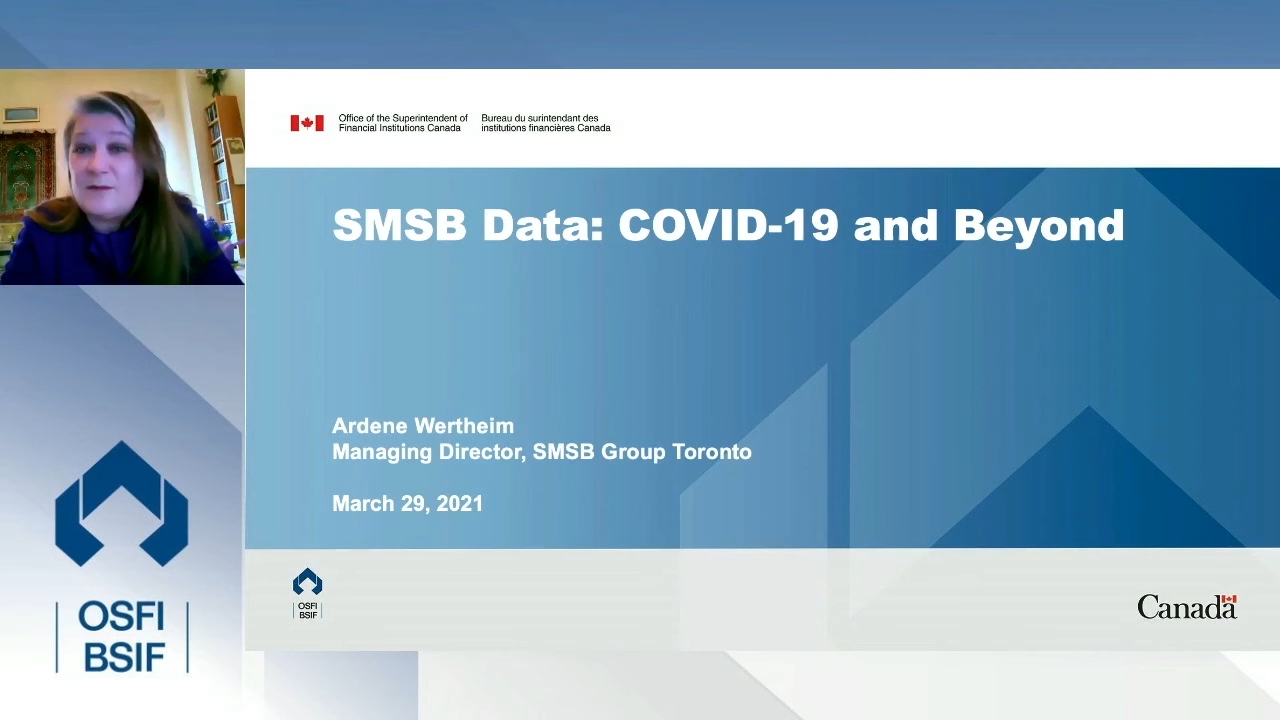 Office of the Superintendent of
Financial Institutions Canada
Bureau du surintendant des
institutions financières Canada
SMSB Data: COVID-19 and Beyond
Ardene Wertheim
Managing Director, SMSB Group Toronto
March 29, 2021
OSFI
BSIF
OSFI
BSIF
Canada